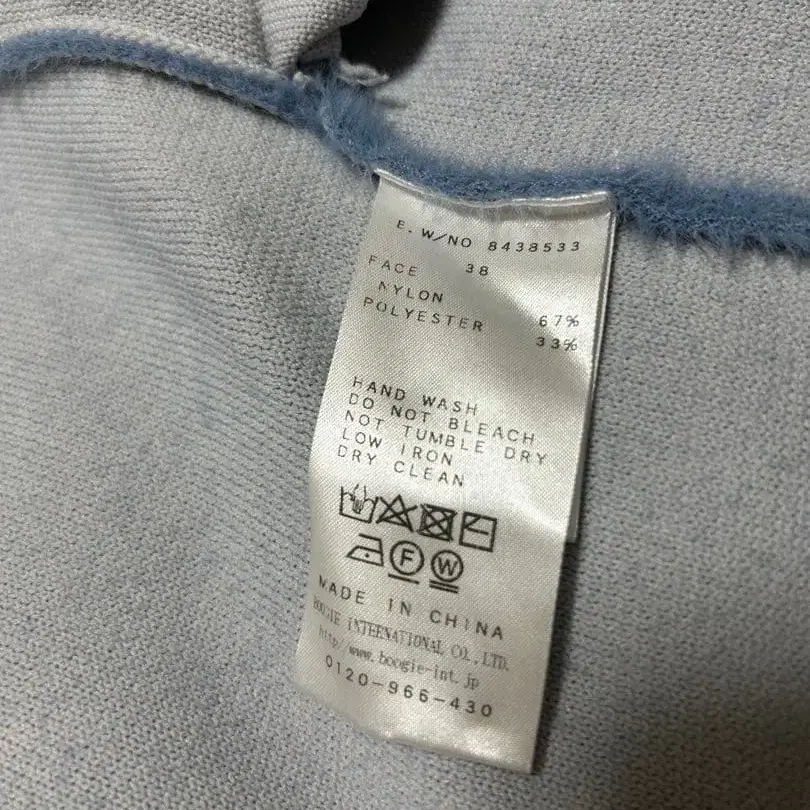 E. W/NO 8438533
FACE 38
NYLON 67%
POLYESTER 33%
HAND WASH
DO NOT BLEACH
NOT TUMBLE DRY
LOW IRON
DRY CLEAN
F W
MADE IN CHINA
BOOGIE INTERNATIONAL CO.,LTD.
http://www.boogie-int.jp
0120-966-430